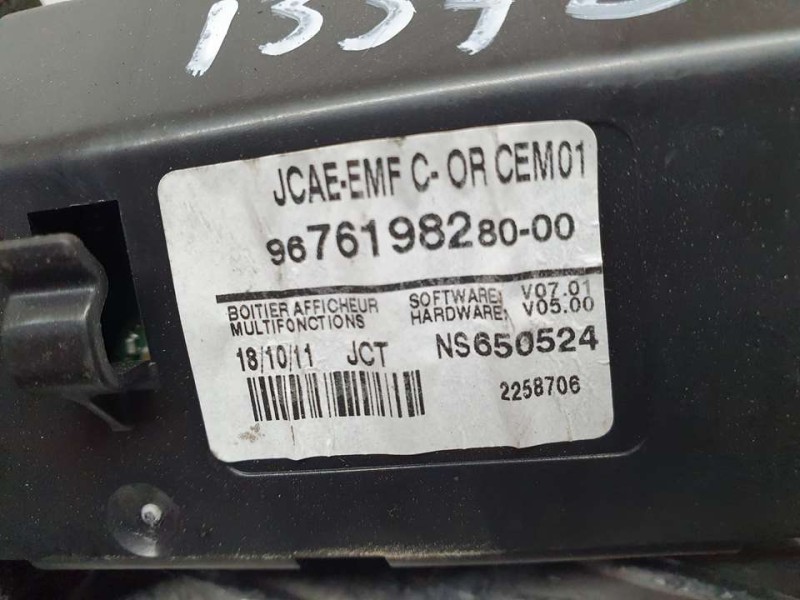 JCAE-EMF C- OR CEM01
9676198280-00
BOITIER AFFICHEUR
MULTIFONCTIONS
SOFTWARE: V07.01
HARDWARE: V05.00
18/10/11 JCT NS650524
2258706